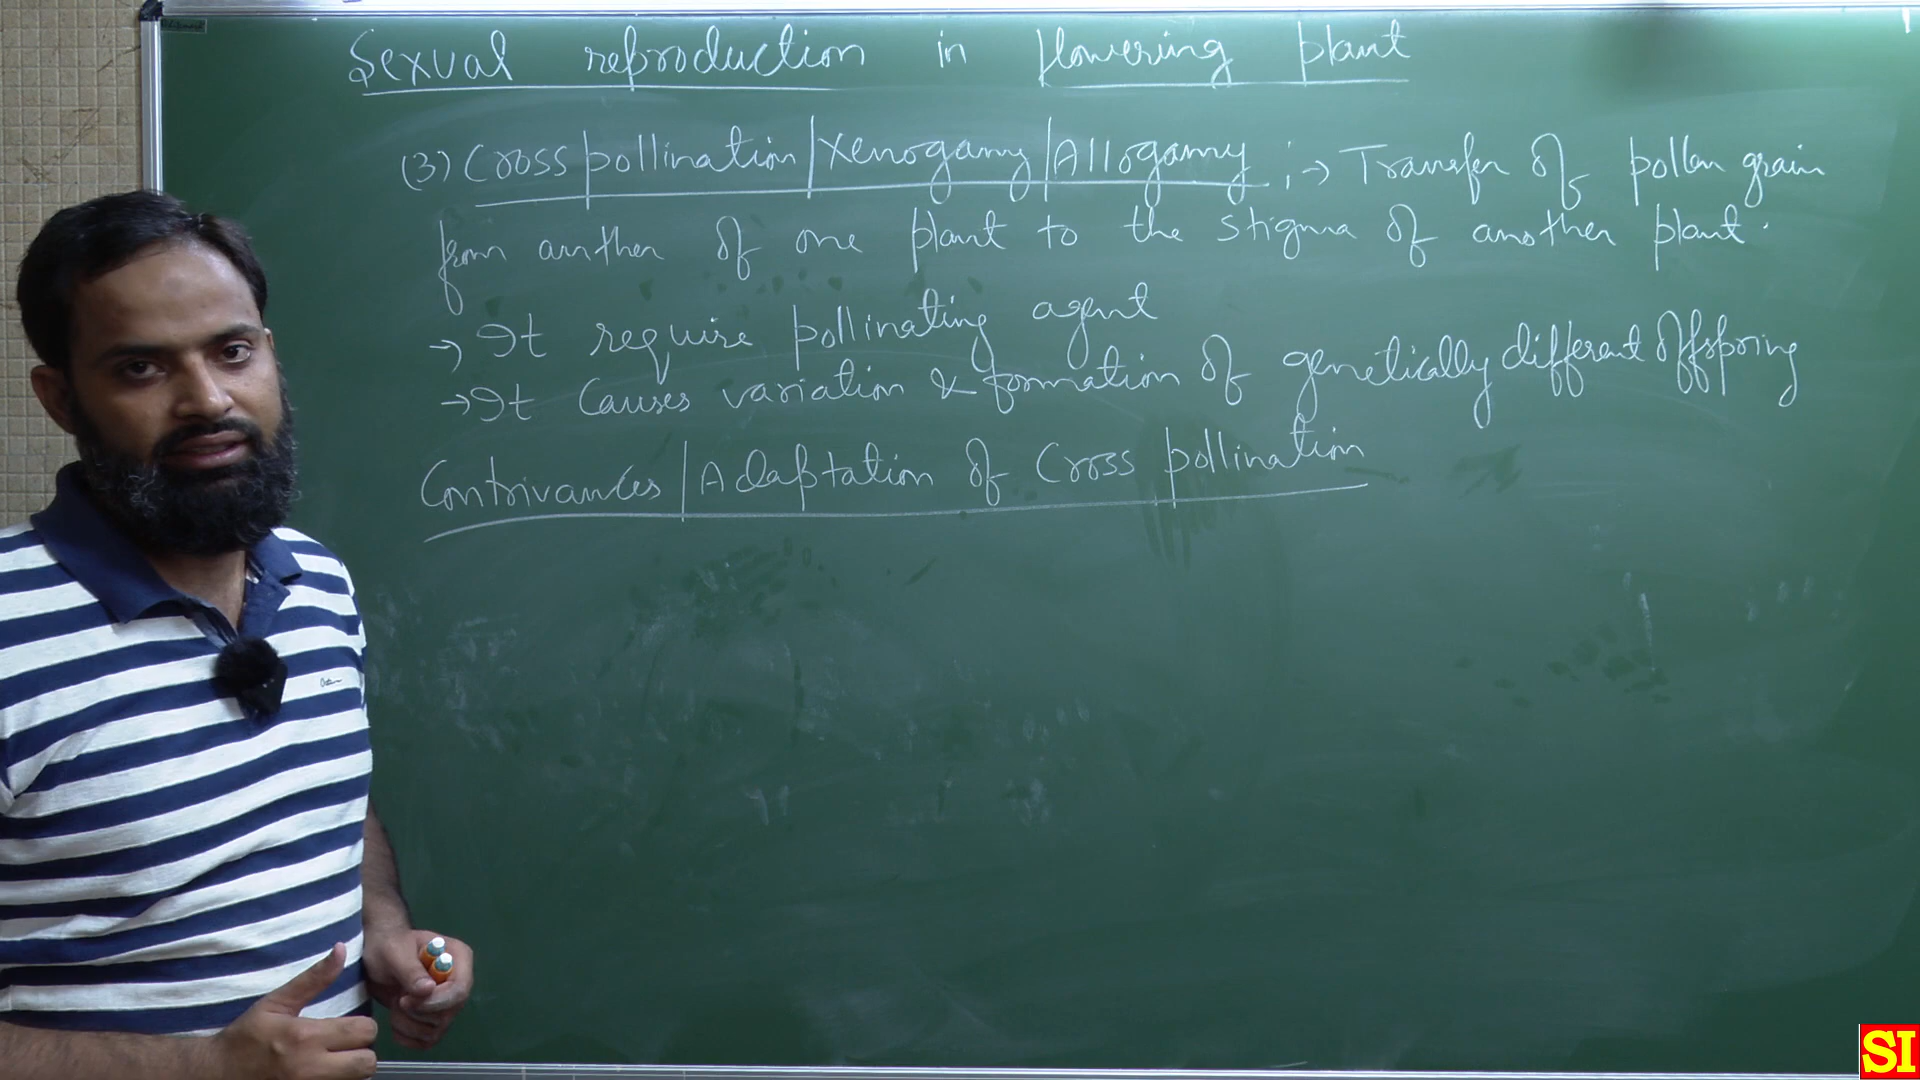 Sexual reproduction in flowering plant
(3) Cross pollination/Xenogamy/Allogamy ;→ Transfer of pollen grain
from anther of one plant to the stigma of another plant.
→ It require pollinating agent
→ It Causes variation & formation of genetically different offspring
Contrivances/Adaptation of Cross pollination
SI